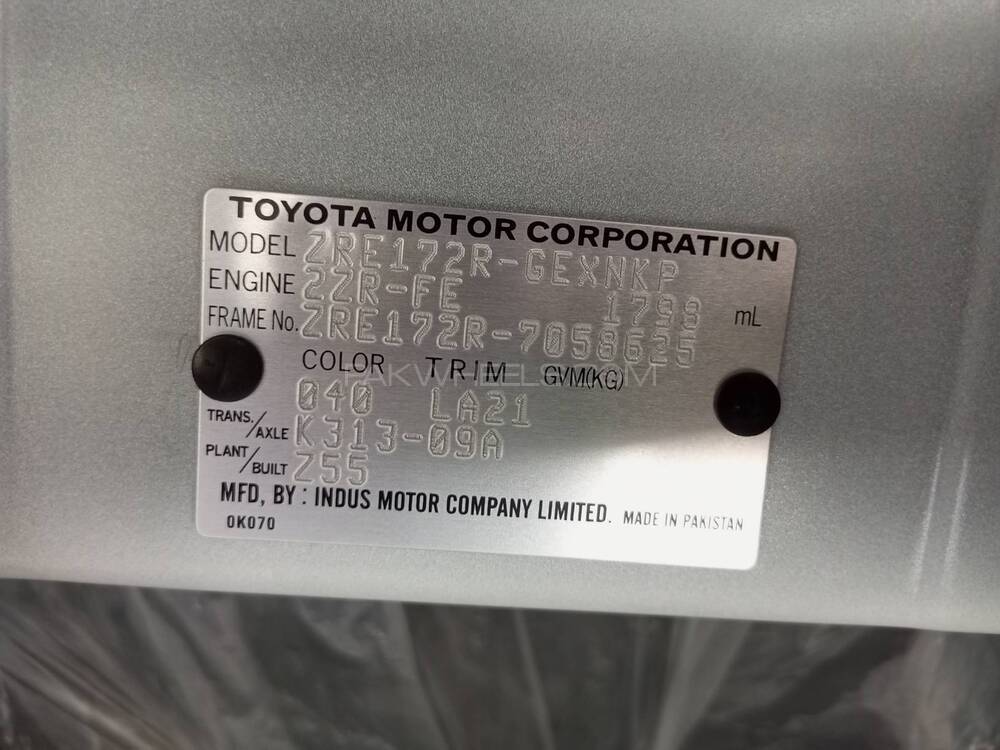 TOYOTA MOTOR CORPORATION
MODEL ZRE172R-GEXNKP
ENGINE 2ZR-FE 1798 mL
FRAME No. ZRE172R-7058625
COLOR TRIM GVM(KG)
PAKWHEELS.COM
040 LA21
TRANS./AXLE K313-09A
PLANT/BUILT Z55
MFD, BY : INDUS MOTOR COMPANY LIMITED. MADE IN PAKISTAN
0K070